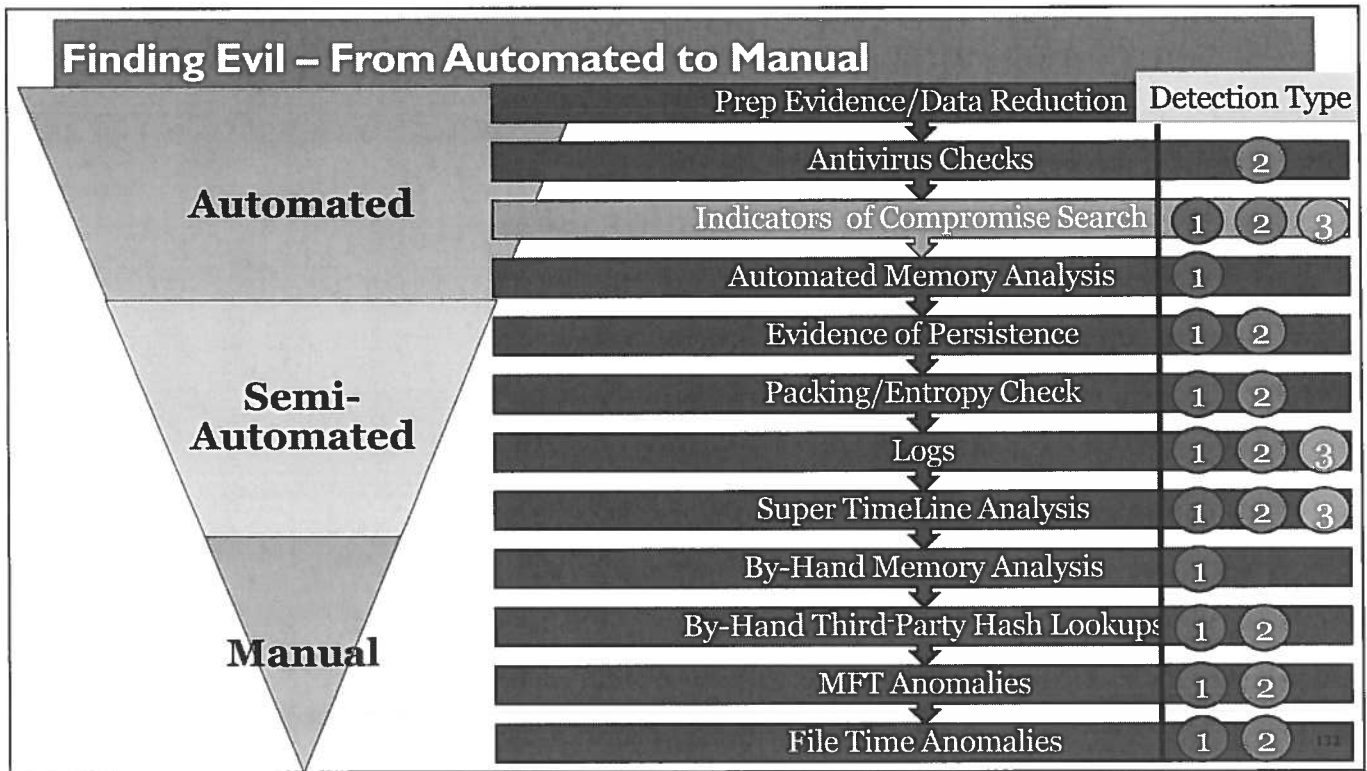 Finding Evil – From Automated to Manual
Prep Evidence/Data Reduction
Detection Type
Antivirus Checks
2
Automated
Indicators of Compromise Search
1 2 3
Automated Memory Analysis
1
Evidence of Persistence
1 2
Semi-
Automated
Packing/Entropy Check
1 2
Logs
1 2 3
Super TimeLine Analysis
1 2 3
By-Hand Memory Analysis
1
By-Hand Third-Party Hash Lookups
1 2
Manual
MFT Anomalies
1 2
File Time Anomalies
1 2